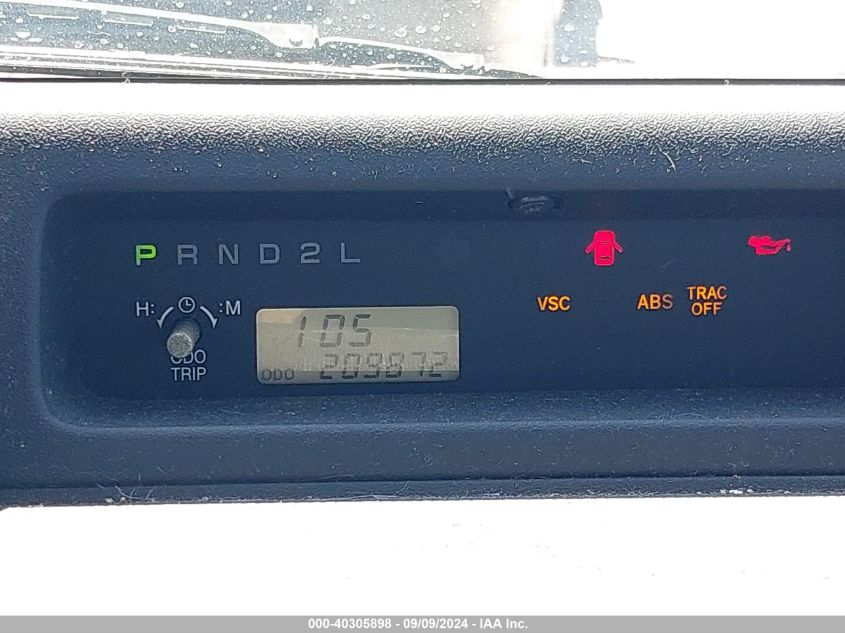 P R N D 2 L
H: :M
ODO
TRIP
105
ODO 209872
VSC
ABS
TRAC
OFF
000-40305898 - 09/09/2024 - IAA Inc.